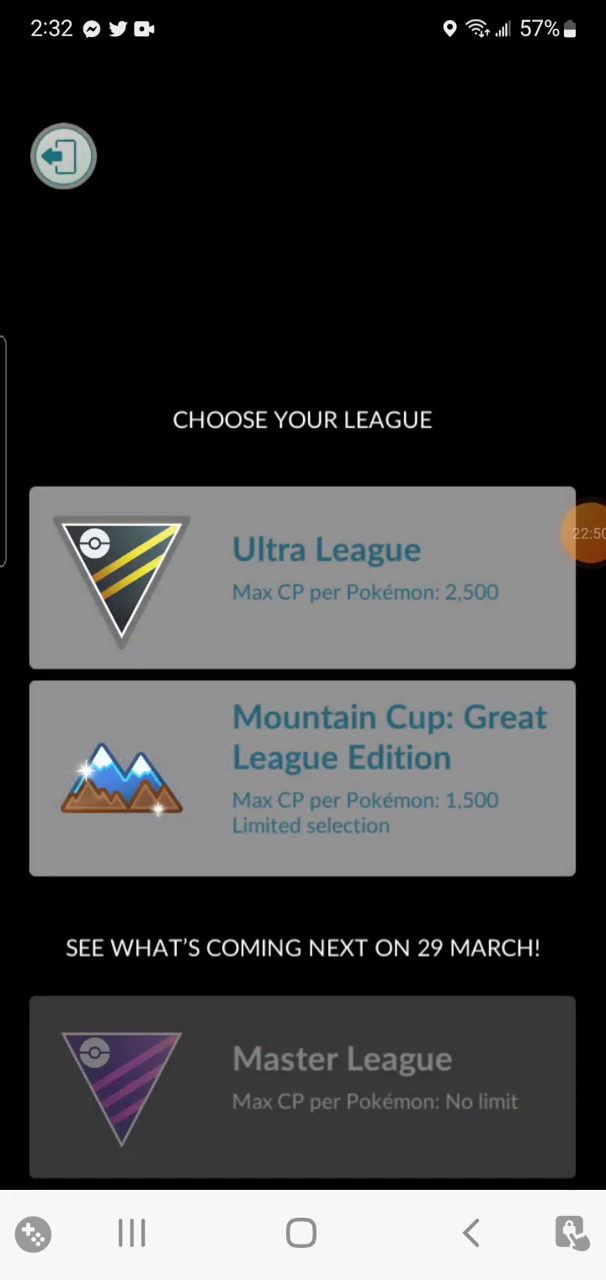 2:32
57%
CHOOSE YOUR LEAGUE
Ultra League
Max CP per Pokémon: 2,500
22:50
Mountain Cup: Great
League Edition
Max CP per Pokémon: 1,500
Limited selection
SEE WHAT'S COMING NEXT ON 29 MARCH!
Master League
Max CP per Pokémon: No limit